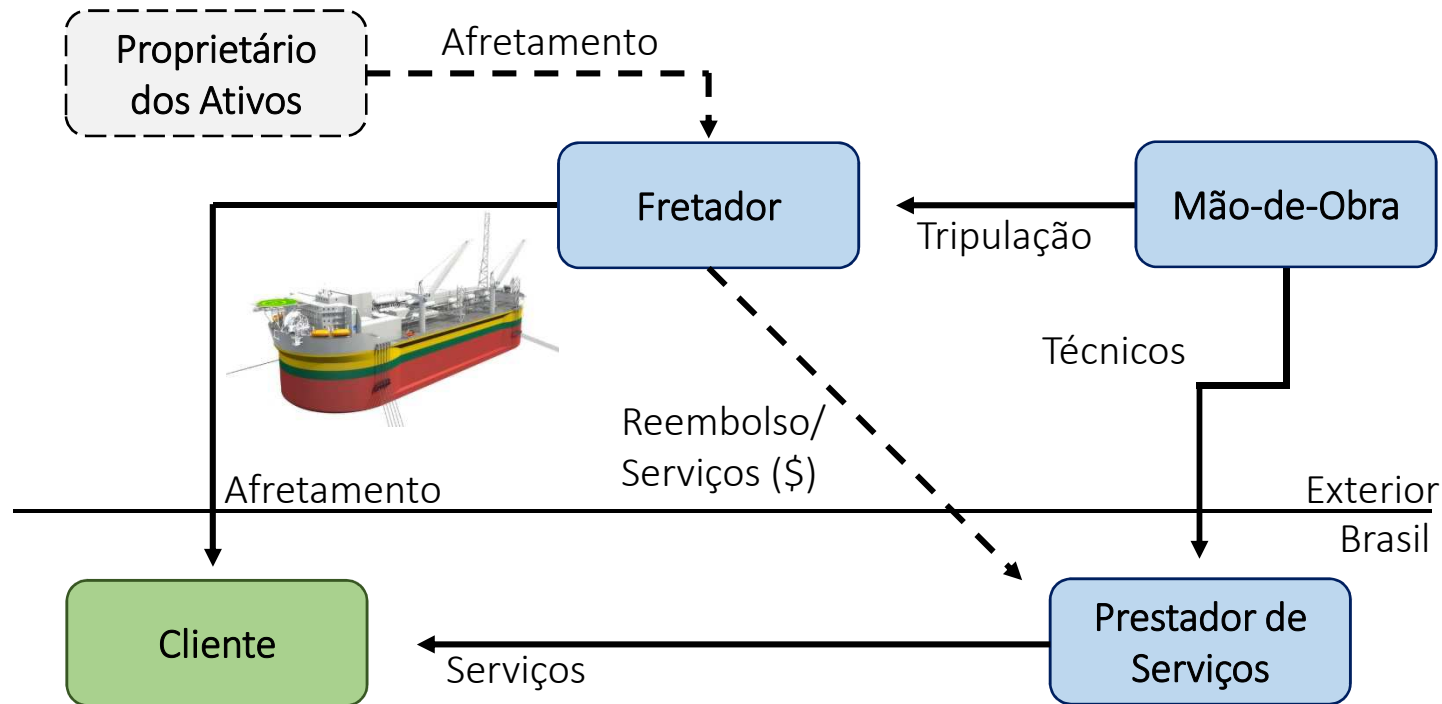 Proprietário
dos Ativos
Afretamento
Fretador
Mão-de-Obra
Tripulação
Técnicos
Reembolso/
Serviços ($)
Afretamento
Exterior
Brasil
Cliente
Serviços
Prestador de
Serviços